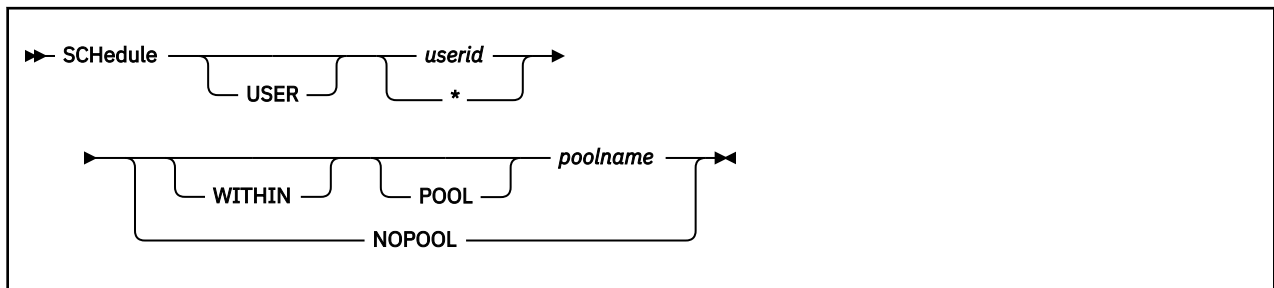 SCHedule userid
USER *
poolname
WITHIN POOL
NOPOOL